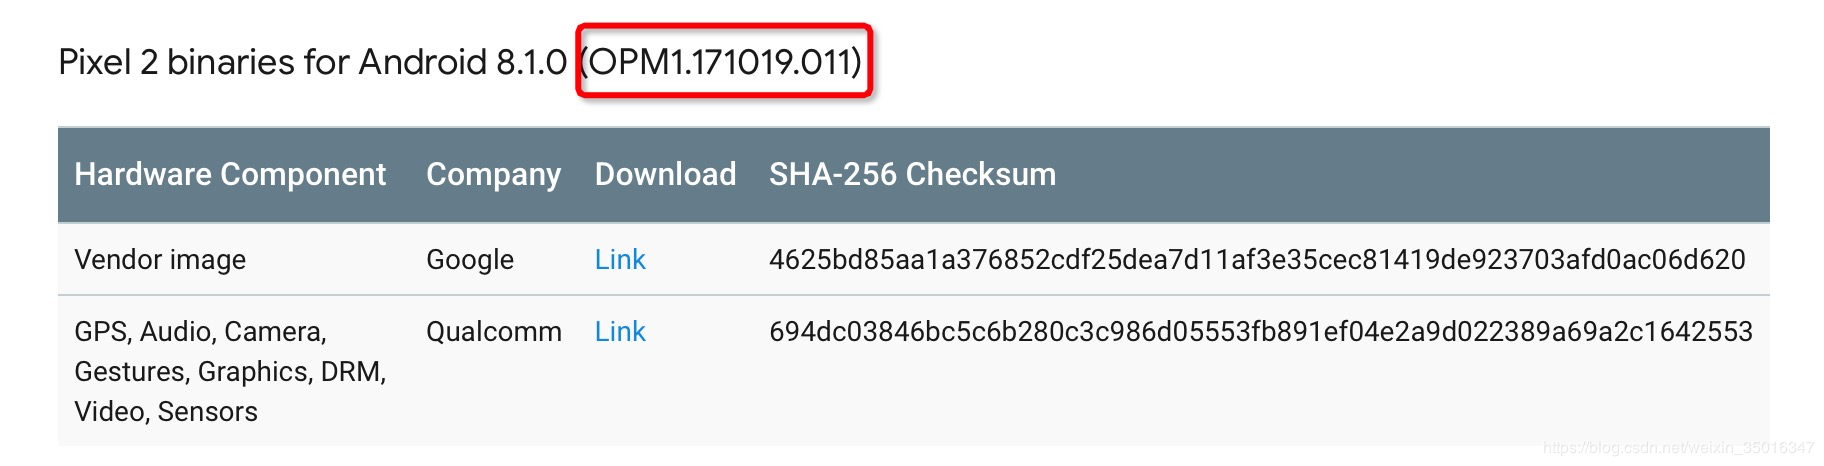 Pixel 2 binaries for Android 8.1.0 (OPM1.171019.011)
Hardware Component Company Download SHA-256 Checksum
Vendor image Google Link 4625bd85aa1a376852cdf25dea7d11af3e35cec81419de923703afd0ac06d620
GPS, Audio, Camera, Qualcomm Link 694dc03846bc5c6b280c3c986d05553fb891ef04e2a9d022389a69a2c1642553
Gestures, Graphics, DRM,
Video, Sensors
https://blog.csdn.net/weixin_35016347